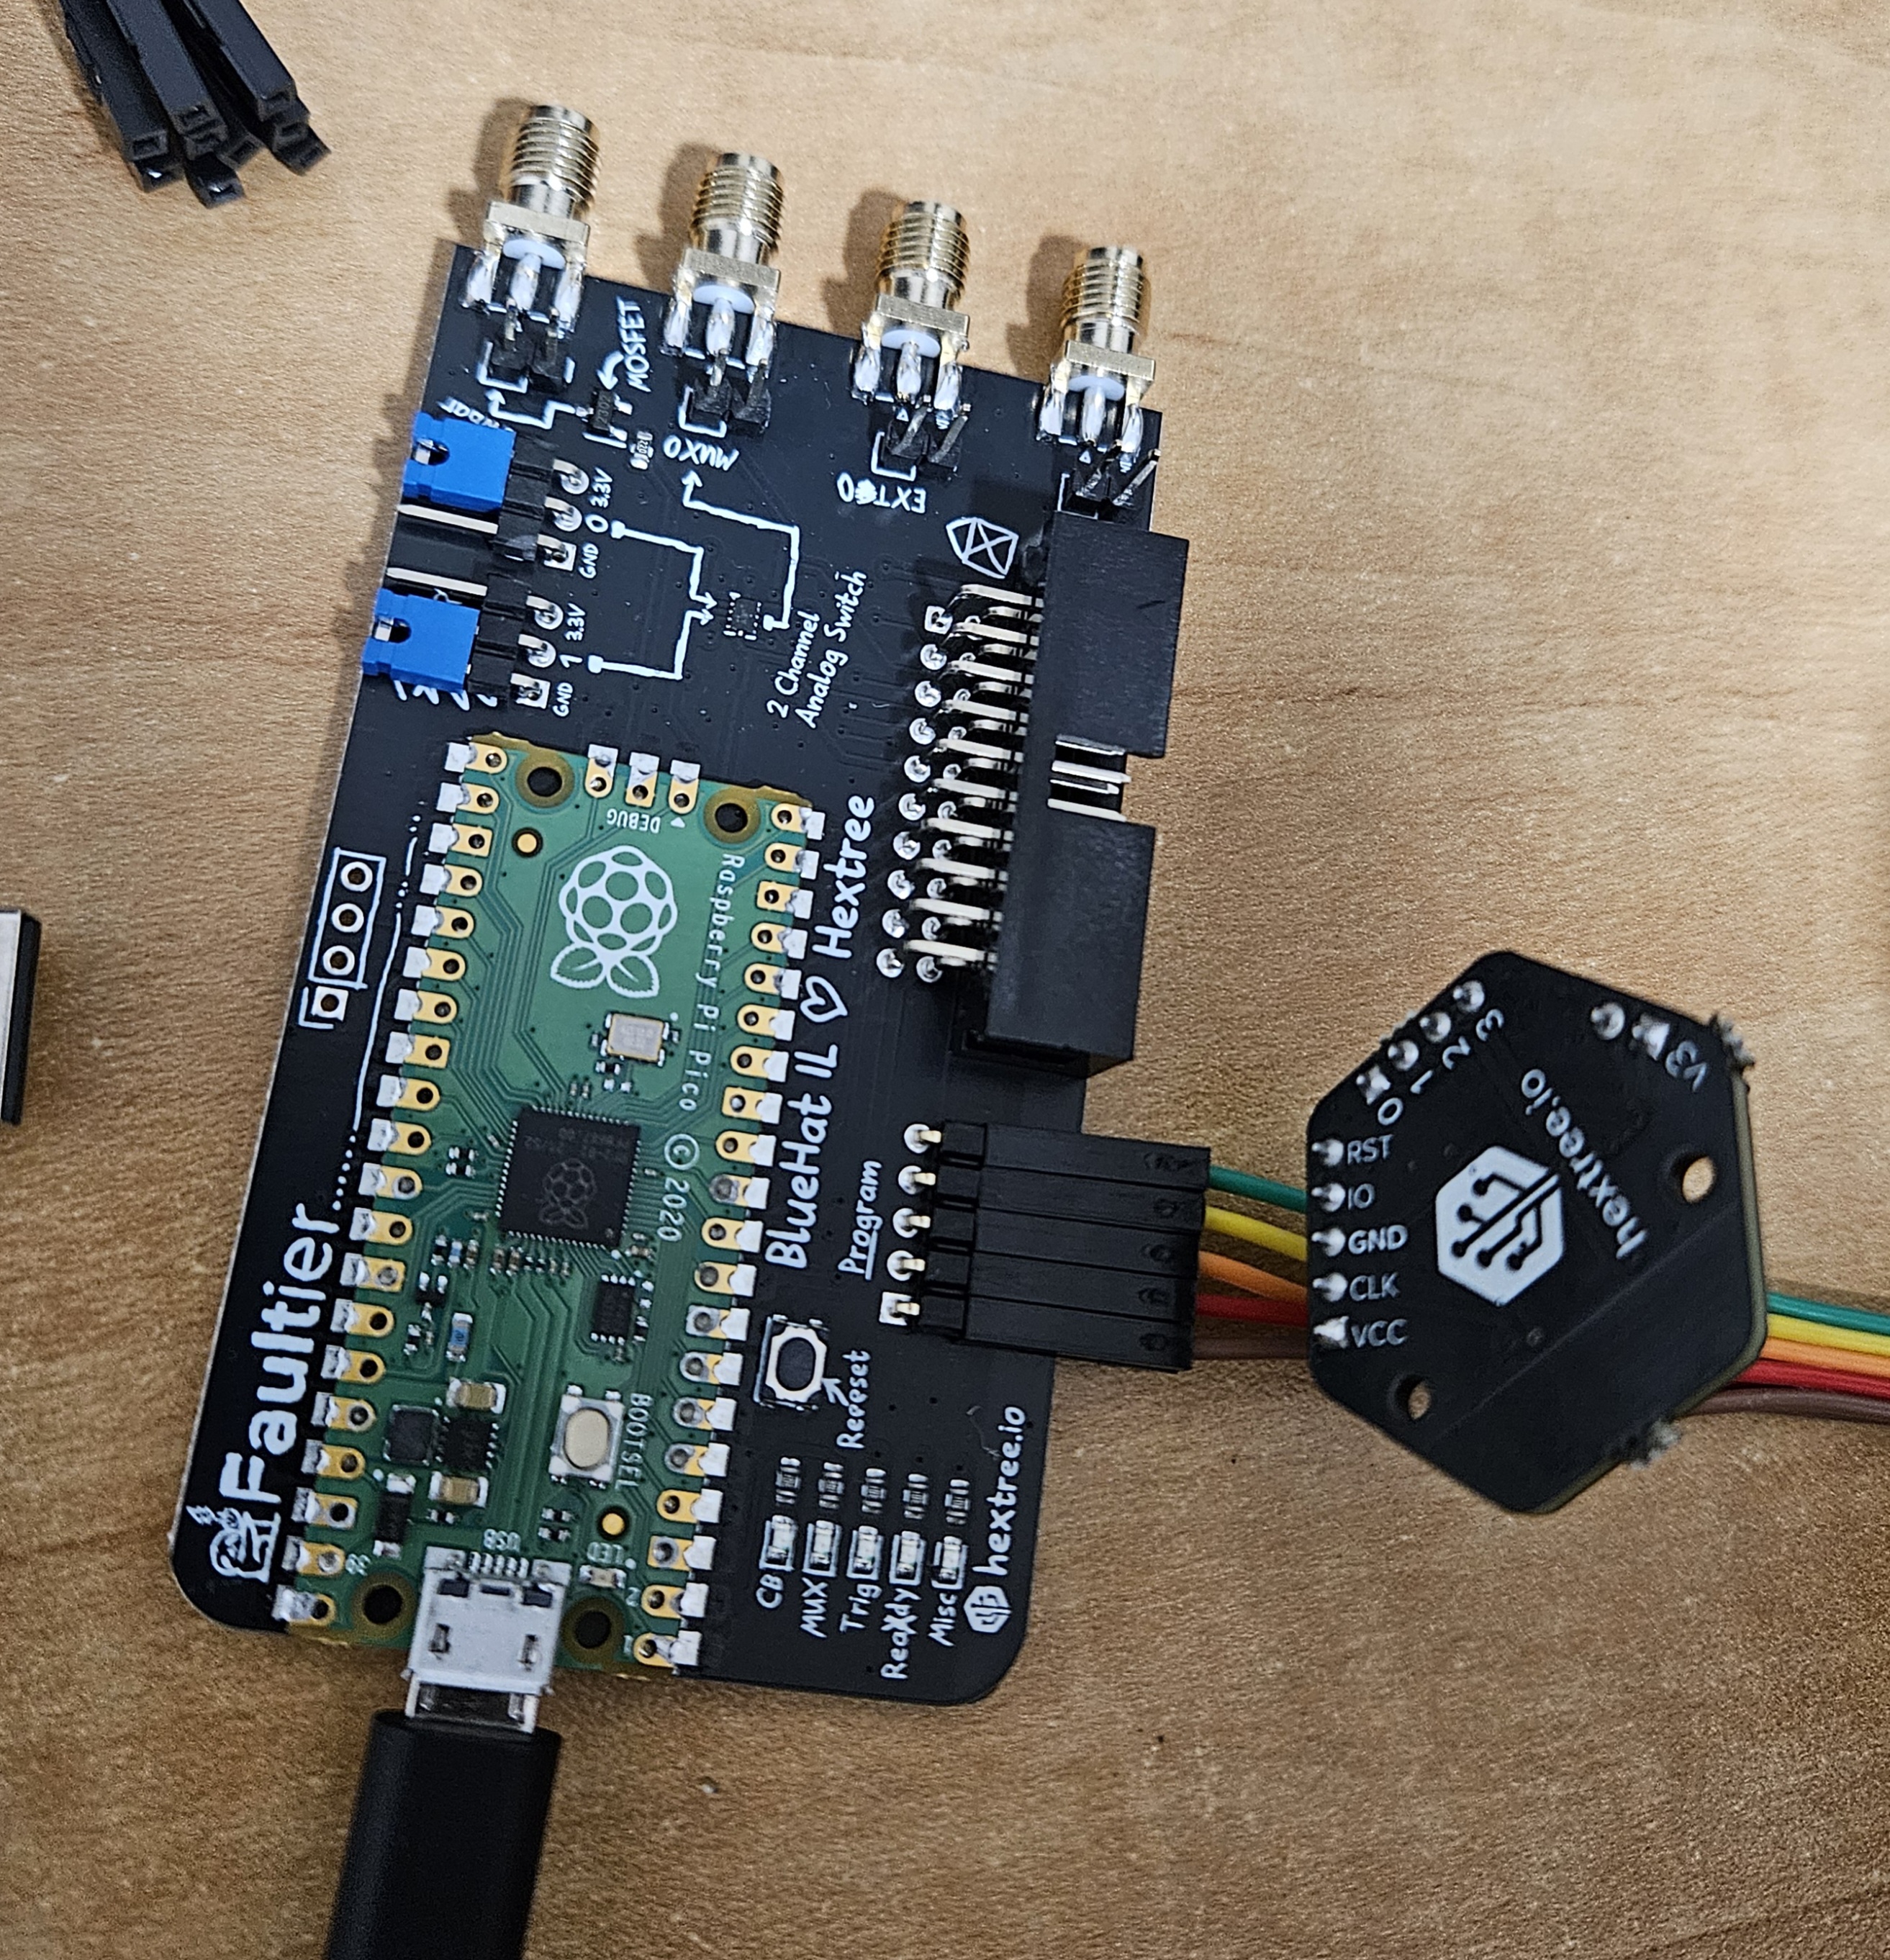 MOSFET
MUX0
EXT 0
3.3V
0
GND
3.3V
1
GND
2 Channel
Analog Switch
DEBUG
Raspberry Pi Pico © 2020
BOOTSEL
USB
LED
BlueHat IL ♡ Hextree
Faultier
Program
Reeeset
CB
MUX
Trig
ReaXdy
Misc
hextree.io
3
2
1
0
V3
RST
IO
GND
CLK
VCC
hextree.io